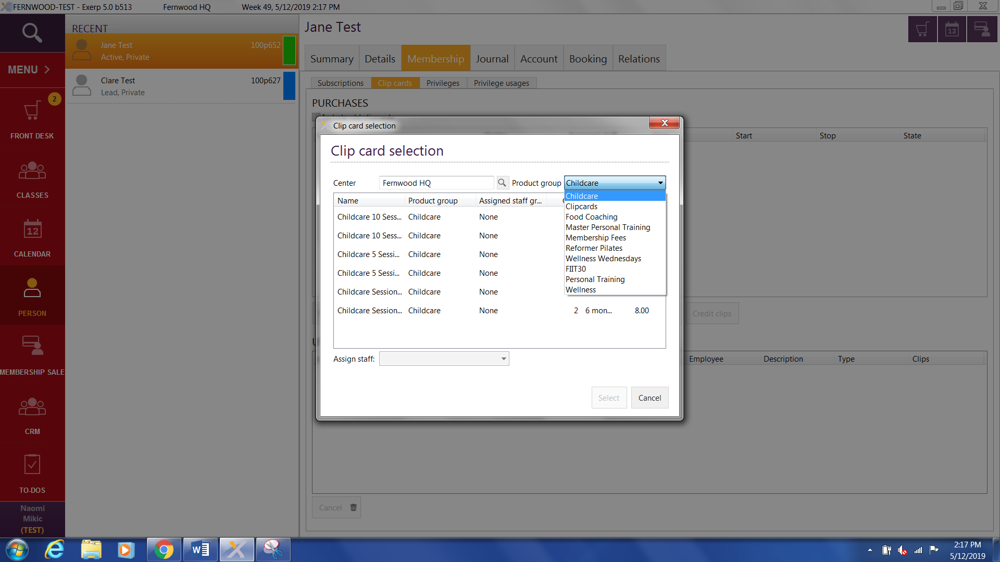 FERNWOOD-TEST - Exerp 5.0 b513 Fernwood HQ Week 49, 5/12/2019 2:17 PM
MENU
2
FRONT DESK
CLASSES
12
CALENDAR
PERSON
MEMBERSHIP SALE
CRM
TO-DOS
Naomi
Mikic
(TEST)
RECENT
Jane Test 100p652
Active, Private
Clare Test 100p627
Lead, Private
Jane Test
12
Summary Details Membership Journal Account Booking Relations
Subscriptions Clip cards Privileges Privilege usages
PURCHASES
Start Stop State
Credit clips
Employee Description Type Clips
Cancel
Clip card selection
Clip card selection
Center Fernwood HQ Product group Childcare
Name Product group Assigned staff gr...
Childcare 10 Sess... Childcare None
Childcare 10 Sess... Childcare None
Childcare 5 Sessi... Childcare None
Childcare 5 Sessi... Childcare None
Childcare Session... Childcare None
Childcare Session... Childcare None 2 6 mon... 8.00
Childcare
Clipcards
Food Coaching
Master Personal Training
Membership Fees
Reformer Pilates
Wellness Wednesdays
FIIT30
Personal Training
Wellness
Assign staff:
Select Cancel
2:17 PM
5/12/2019